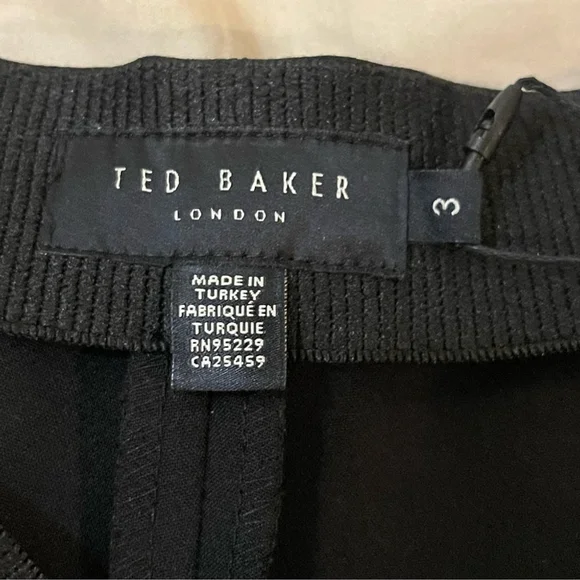 TED BAKER
LONDON
3
MADE IN
TURKEY
FABRIQUÉ EN
TURQUIE
RN95229
CA25459